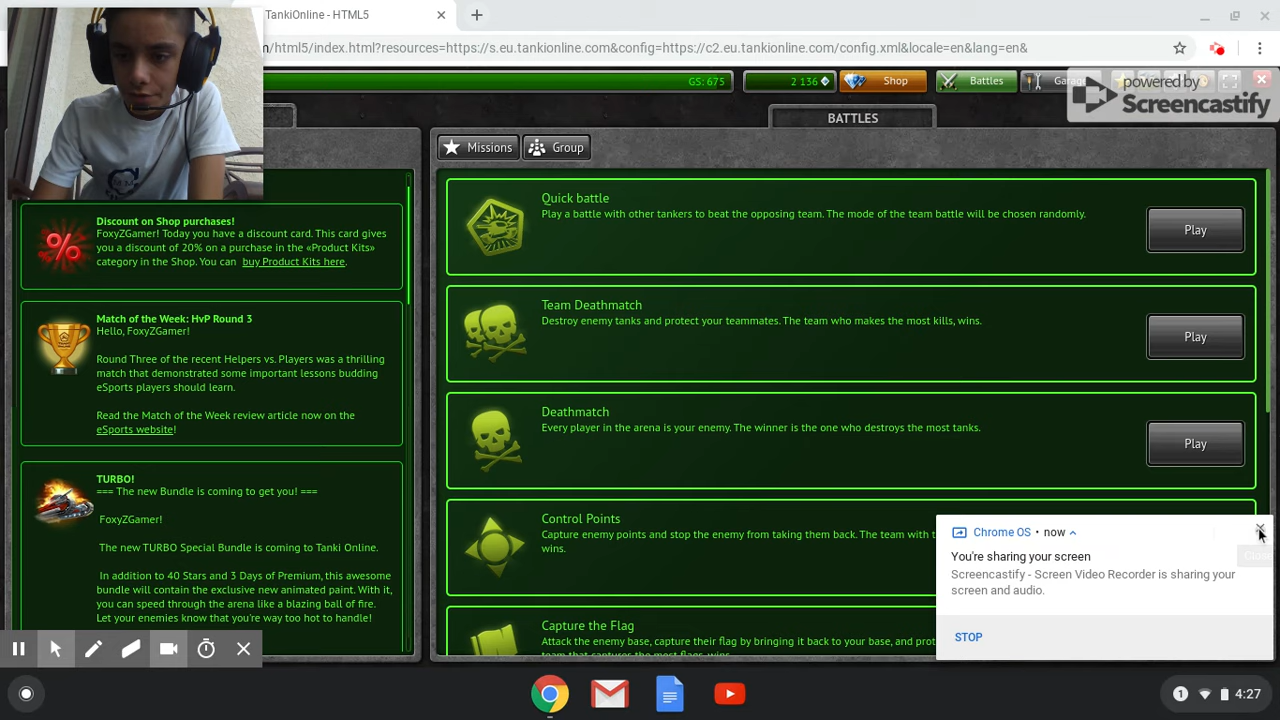 TankiOnline - HTML5
m/html5/index.html?resources=https://s.eu.tankionline.com&config=https://c2.eu.tankionline.com/config.xml&locale=en&lang=en&
GS: 675
2 136
Shop
Battles
Garage
powered by
Screencastify
BATTLES
Missions
Group
Discount on Shop purchases!
FoxyZGamer! Today you have a discount card. This card gives
you a discount of 20% on a purchase in the «Product Kits»
category in the Shop. You can buy Product Kits here.
Match of the Week: HvP Round 3
Hello, FoxyZGamer!
Round Three of the recent Helpers vs. Players was a thrilling
match that demonstrated some important lessons budding
eSports players should learn.
Read the Match of the Week review article now on the
eSports website!
TURBO!
=== The new Bundle is coming to get you! ===
FoxyZGamer!
The new TURBO Special Bundle is coming to Tanki Online.
In addition to 40 Stars and 3 Days of Premium, this awesome
bundle will contain the exclusive new animated paint. With it,
you can speed through the arena like a blazing ball of fire.
Let your enemies know that you're way too hot to handle!
Quick battle
Play a battle with other tankers to beat the opposing team. The mode of the team battle will be chosen randomly.
Play
Team Deathmatch
Destroy enemy tanks and protect your teammates. The team who makes the most kills, wins.
Play
Deathmatch
Every player in the arena is your enemy. The winner is the one who destroys the most tanks.
Play
Control Points
Capture enemy points and stop the enemy from taking them back. The team with t
wins.
Capture the Flag
Attack the enemy base, capture their flag by bringing it back to your base, and prot
team that captures the most flags, wins.
Chrome OS • now
Close
You're sharing your screen
Screencastify - Screen Video Recorder is sharing your
screen and audio.
STOP
1
4:27